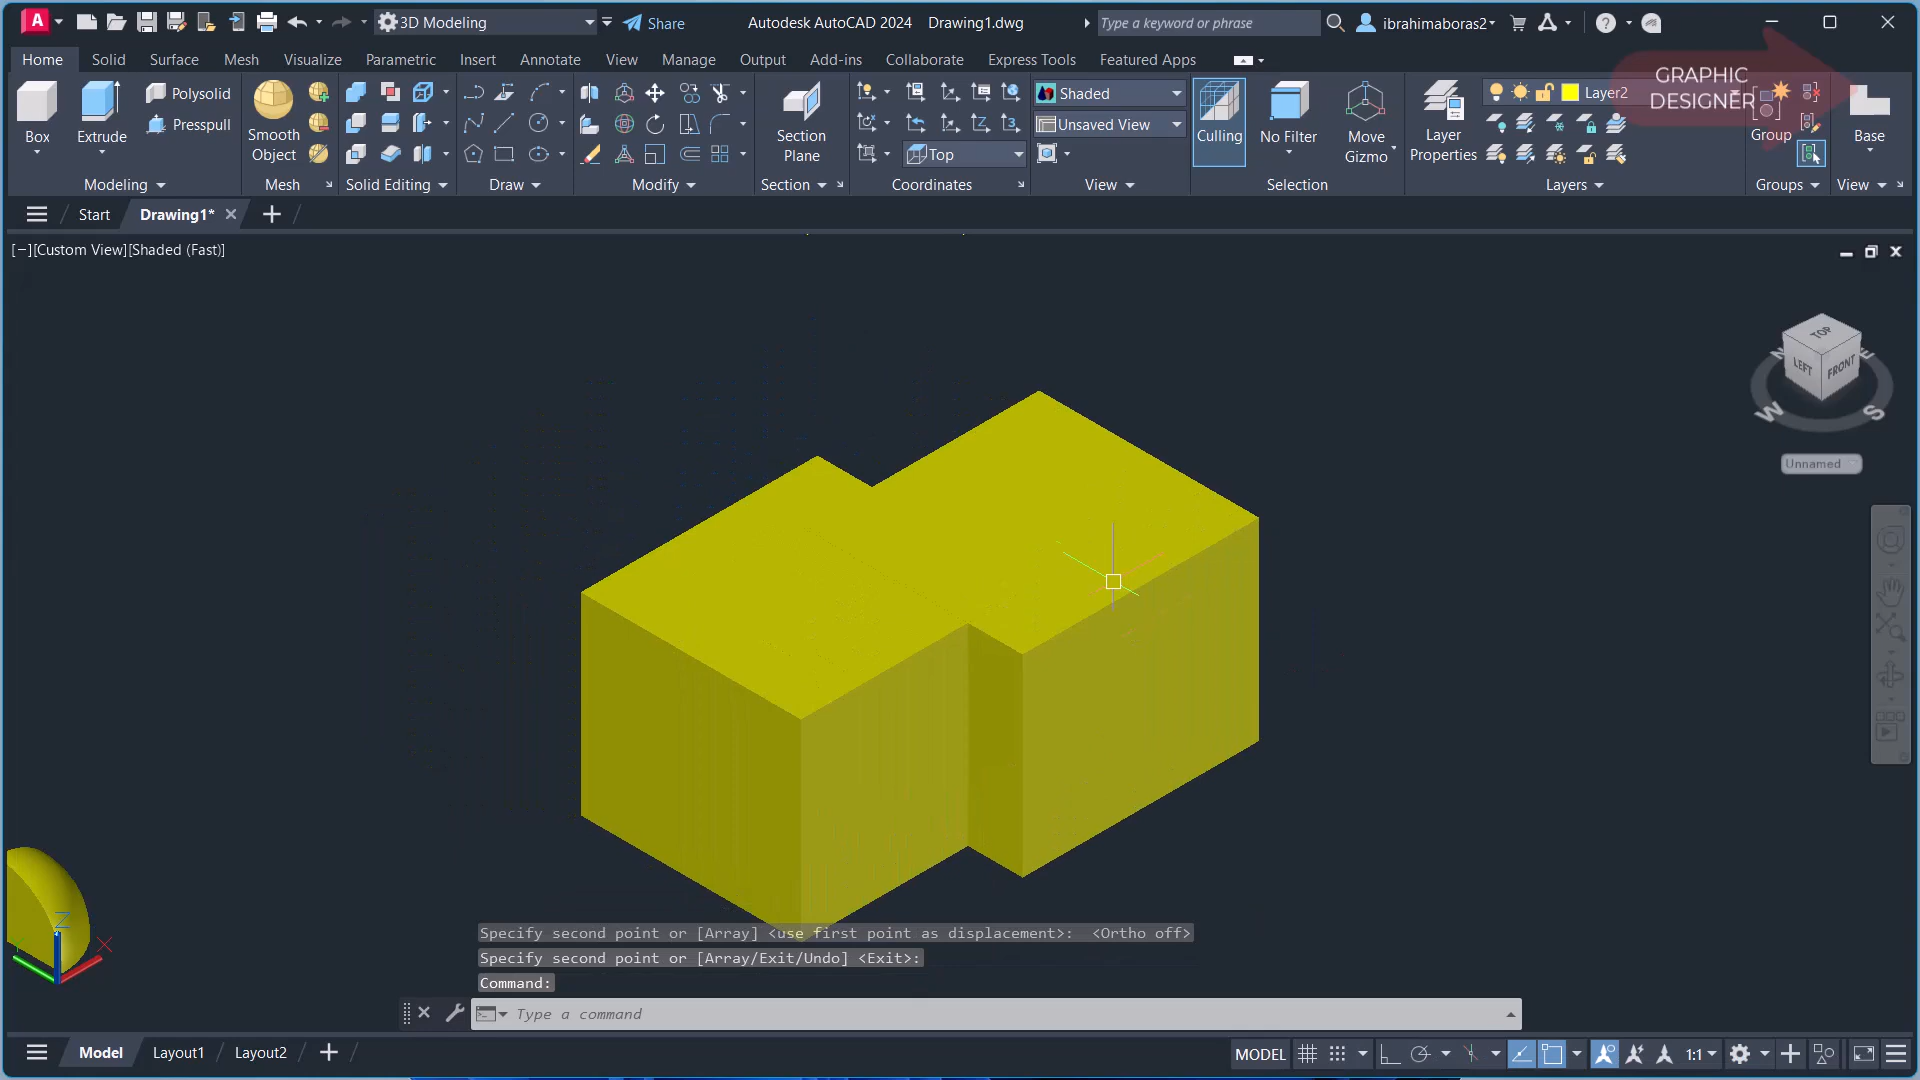 A 3D Modeling Share Autodesk AutoCAD 2024 Drawing1.dwg Type a keyword or phrase ibrahimaboras2
Home Solid Surface Mesh Visualize Parametric Insert Annotate View Manage Output Add-ins Collaborate Express Tools Featured Apps
GRAPHIC
DESIGNER
Box
Extrude
Polysolid
Presspull
Smooth
Object
Section
Plane
Top
Shaded
Unsaved View
Culling
No Filter
Move
Gizmo
Layer
Properties
Layer2
Group
Base
Modeling Mesh Solid Editing Draw Modify Section Coordinates View Selection Layers Groups View
Start Drawing1* +
[−][Custom View][Shaded (Fast)]
TOP
LEFT FRONT
W S
Unnamed
Z
X
Specify second point or [Array] <use first point as displacement>: <Ortho off>
Specify second point or [Array/Exit/Undo] <Exit>:
Command:
Type a command
Model Layout1 Layout2 + MODEL 1:1